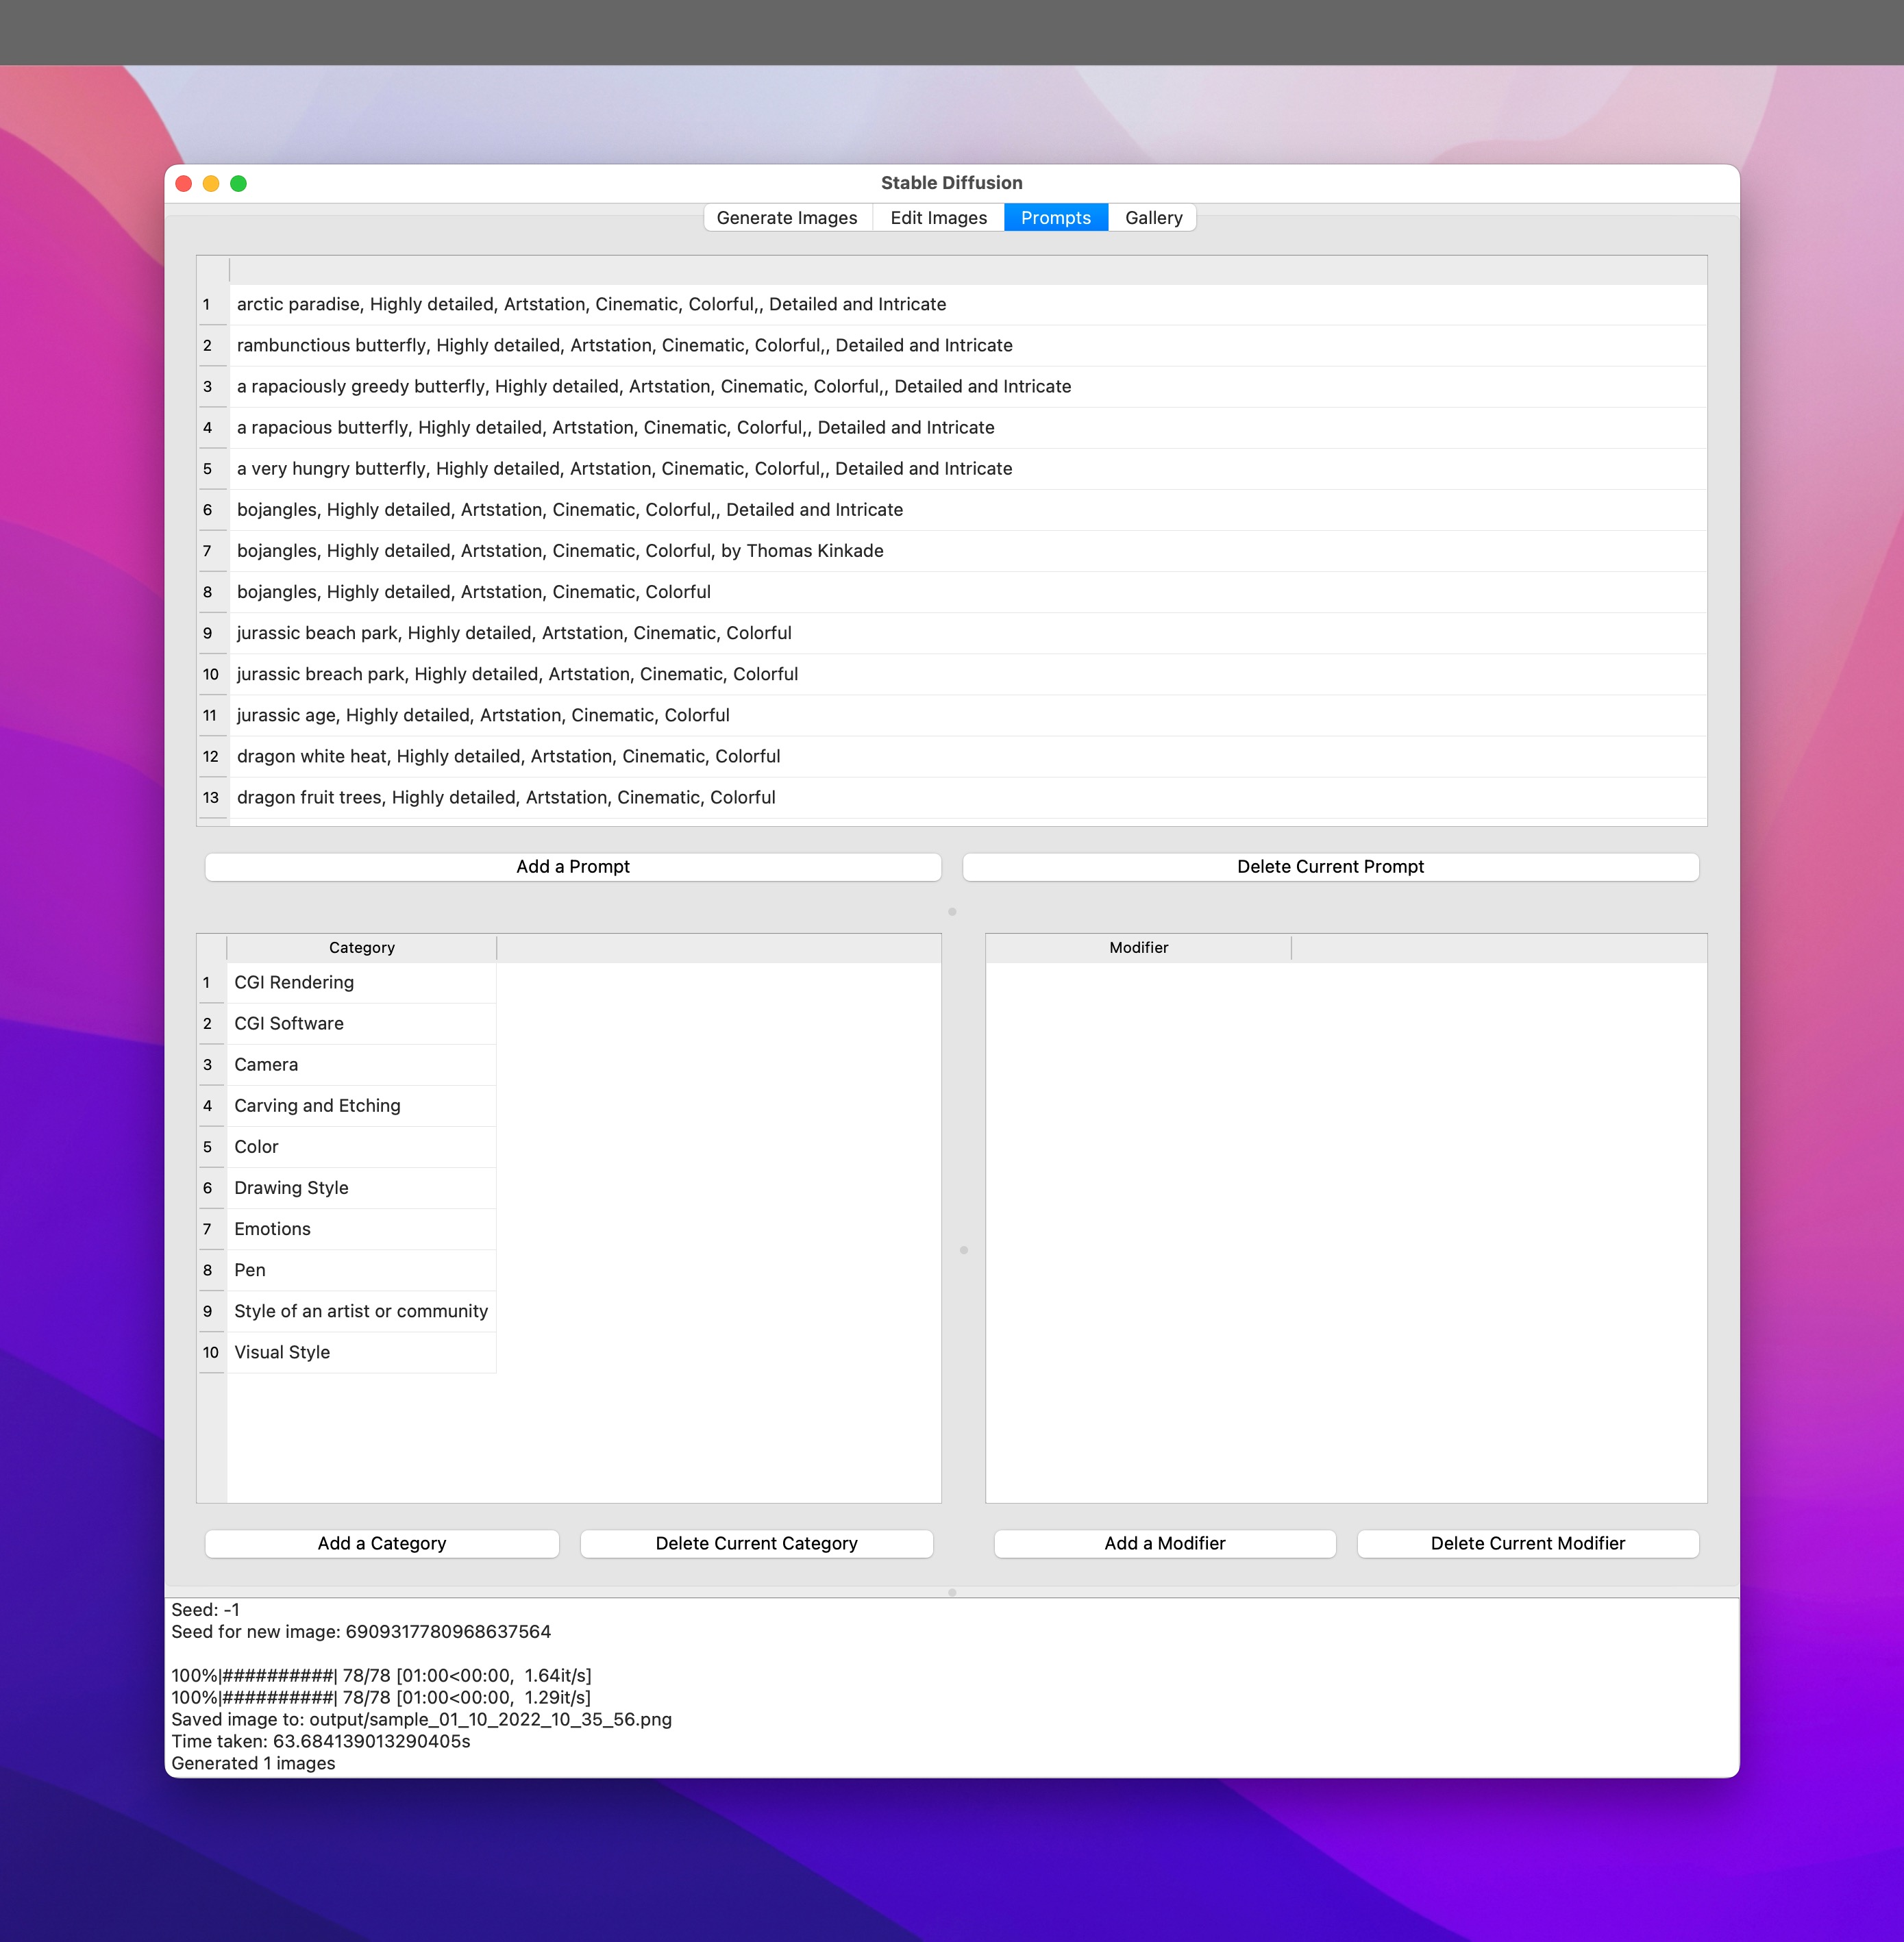 Stable Diffusion
Generate Images Edit Images Prompts Gallery
1 arctic paradise, Highly detailed, Artstation, Cinematic, Colorful,, Detailed and Intricate
2 rambunctious butterfly, Highly detailed, Artstation, Cinematic, Colorful,, Detailed and Intricate
3 a rapaciously greedy butterfly, Highly detailed, Artstation, Cinematic, Colorful,, Detailed and Intricate
4 a rapacious butterfly, Highly detailed, Artstation, Cinematic, Colorful,, Detailed and Intricate
5 a very hungry butterfly, Highly detailed, Artstation, Cinematic, Colorful,, Detailed and Intricate
6 bojangles, Highly detailed, Artstation, Cinematic, Colorful,, Detailed and Intricate
7 bojangles, Highly detailed, Artstation, Cinematic, Colorful, by Thomas Kinkade
8 bojangles, Highly detailed, Artstation, Cinematic, Colorful
9 jurassic beach park, Highly detailed, Artstation, Cinematic, Colorful
10 jurassic breach park, Highly detailed, Artstation, Cinematic, Colorful
11 jurassic age, Highly detailed, Artstation, Cinematic, Colorful
12 dragon white heat, Highly detailed, Artstation, Cinematic, Colorful
13 dragon fruit trees, Highly detailed, Artstation, Cinematic, Colorful
Add a Prompt Delete Current Prompt
Category
1 CGI Rendering
2 CGI Software
3 Camera
4 Carving and Etching
5 Color
6 Drawing Style
7 Emotions
8 Pen
9 Style of an artist or community
10 Visual Style
Modifier
Add a Category Delete Current Category Add a Modifier Delete Current Modifier
Seed: -1
Seed for new image: 6909317780968637564
100%|##########| 78/78 [01:00<00:00,  1.64it/s]
100%|##########| 78/78 [01:00<00:00,  1.29it/s]
Saved image to: output/sample_01_10_2022_10_35_56.png
Time taken: 63.684139013290405s
Generated 1 images